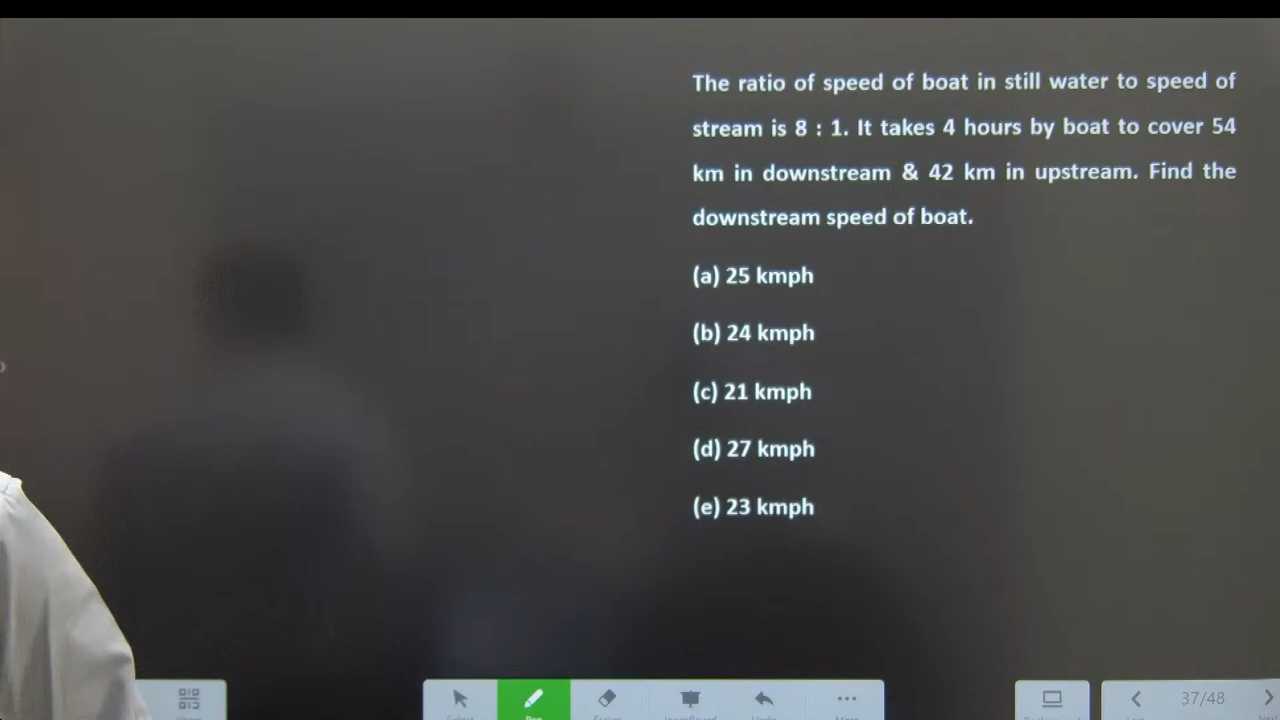 The ratio of speed of boat in still water to speed of
stream is 8 : 1. It takes 4 hours by boat to cover 54
km in downstream & 42 km in upstream. Find the
downstream speed of boat.
(a) 25 kmph
(b) 24 kmph
(c) 21 kmph
(d) 27 kmph
(e) 23 kmph
37/48